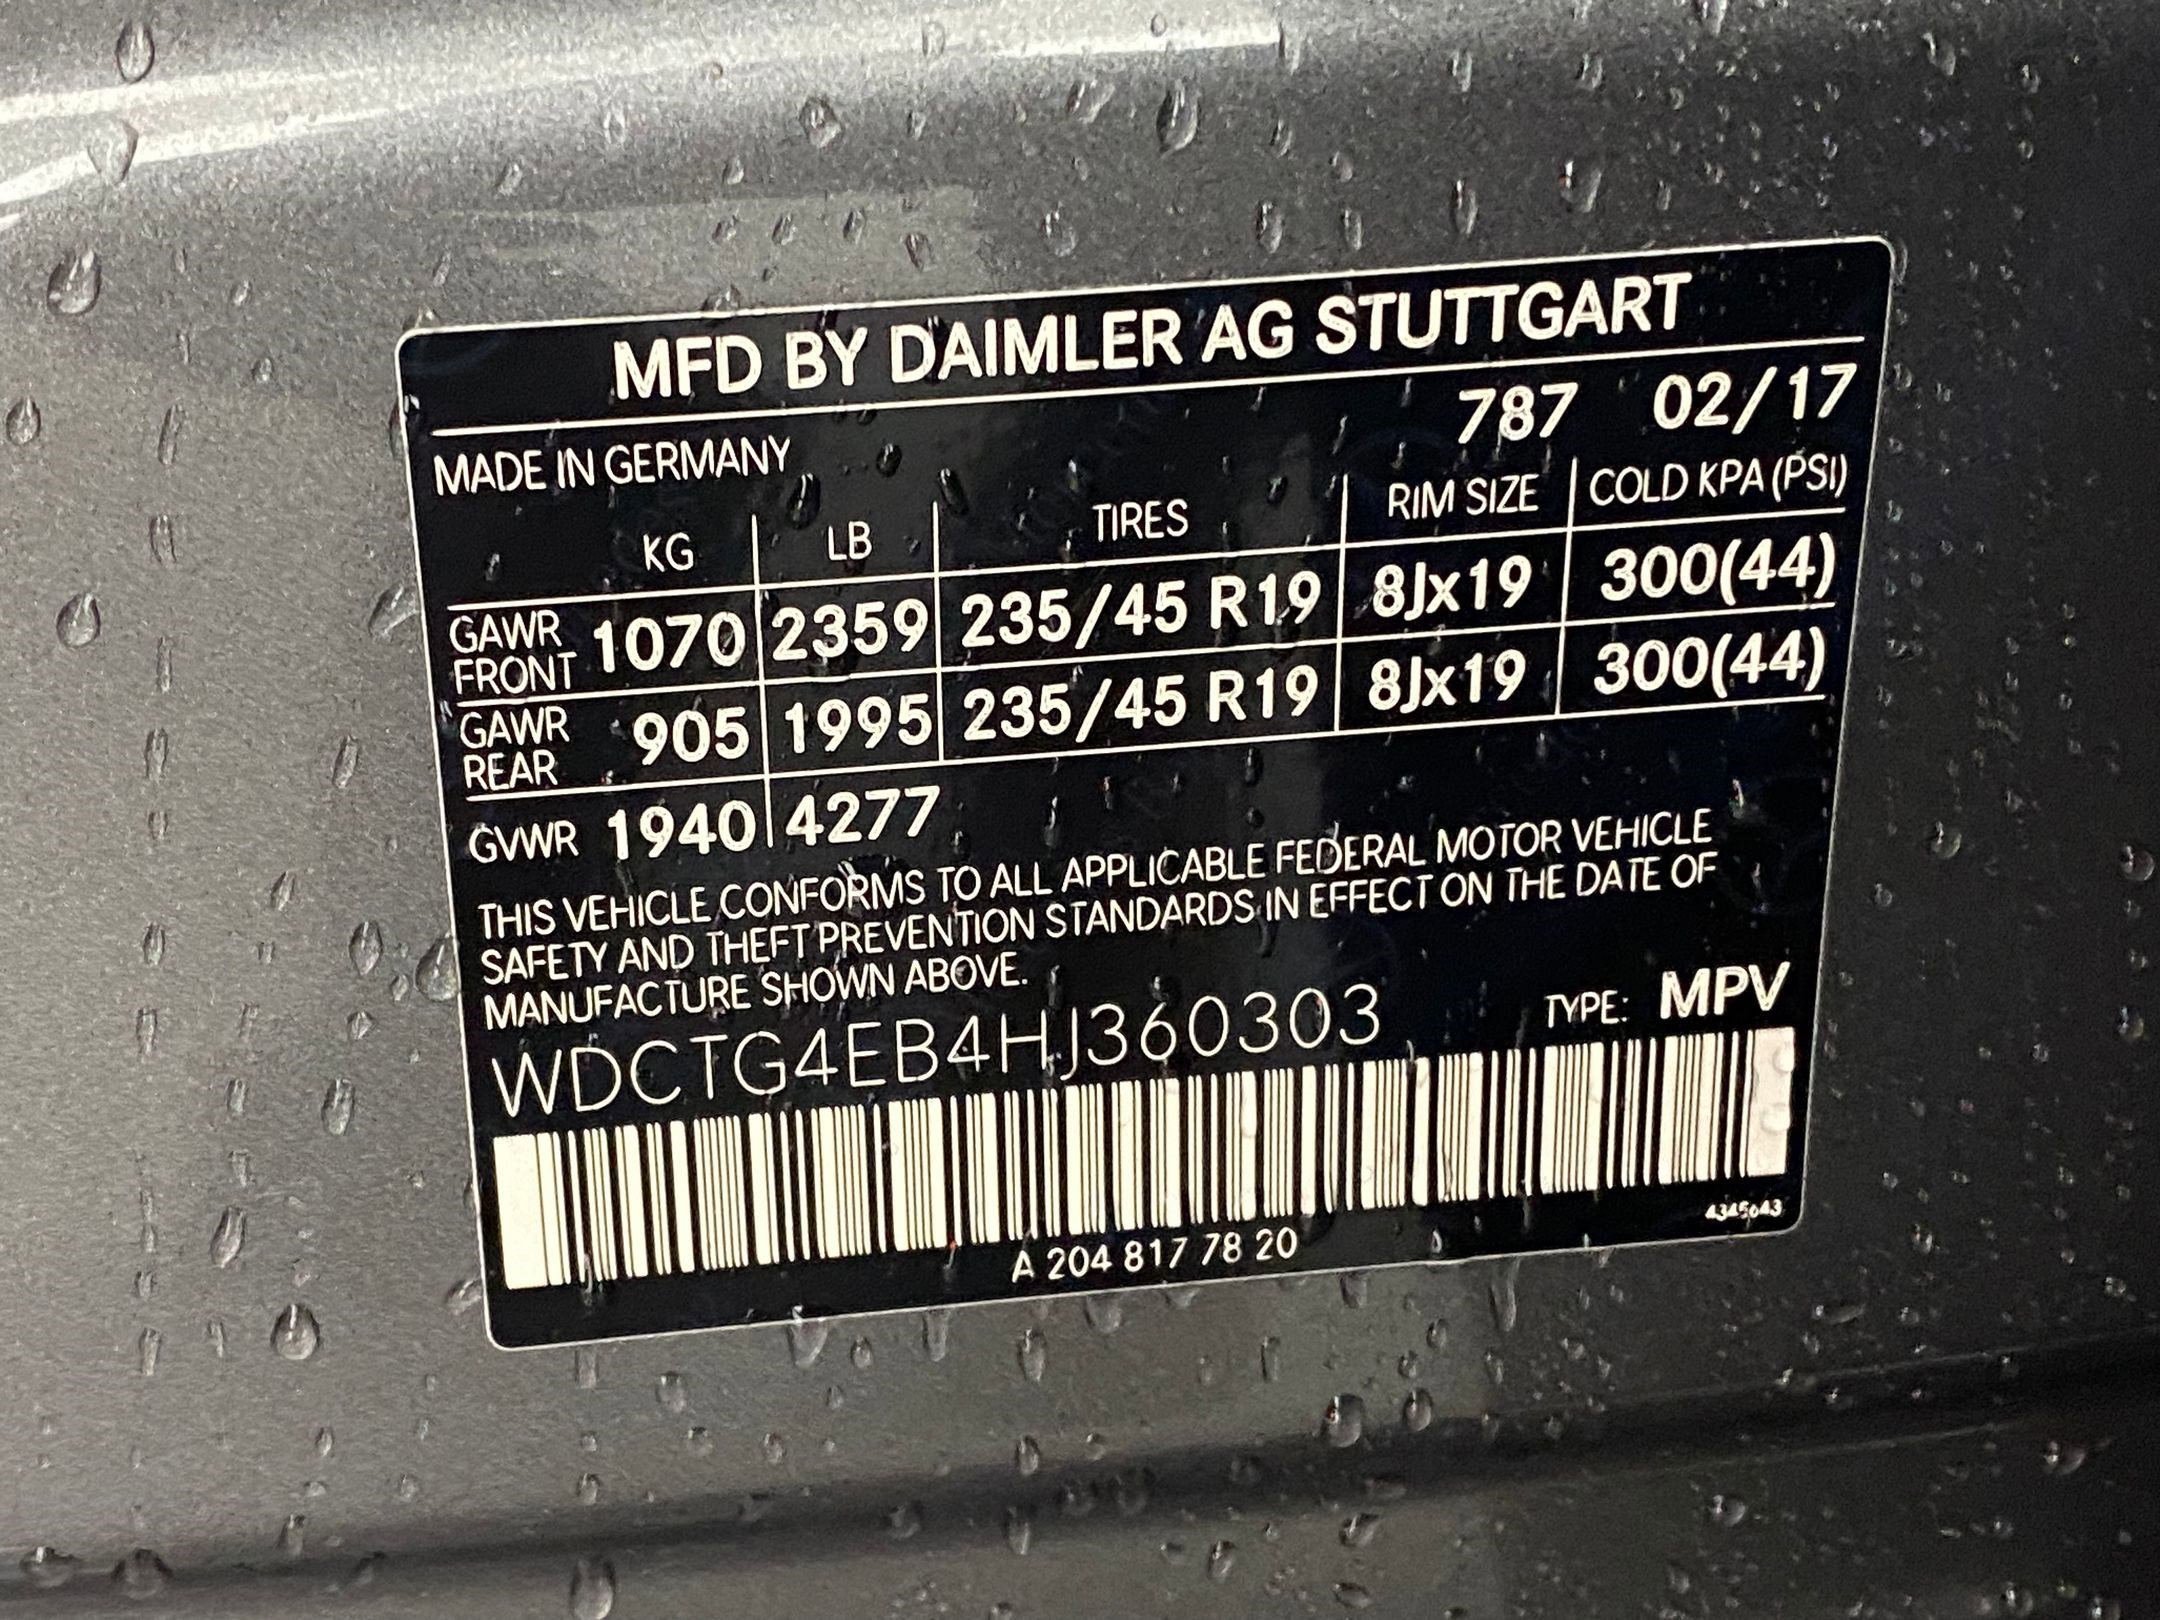 MFD BY DAIMLER AG STUTTGART
787 02/17
MADE IN GERMANY
KG LB TIRES RIM SIZE COLD KPA (PSI)
GAWR FRONT 1070 2359 235/45 R19 8Jx19 300(44)
GAWR REAR 905 1995 235/45 R19 8Jx19 300(44)
GVWR 1940 4277
THIS VEHICLE CONFORMS TO ALL APPLICABLE FEDERAL MOTOR VEHICLE
SAFETY AND THEFT PREVENTION STANDARDS IN EFFECT ON THE DATE OF
MANUFACTURE SHOWN ABOVE.
WDCTG4EB4HJ360303 TYPE: MPV
A 204 817 78 20